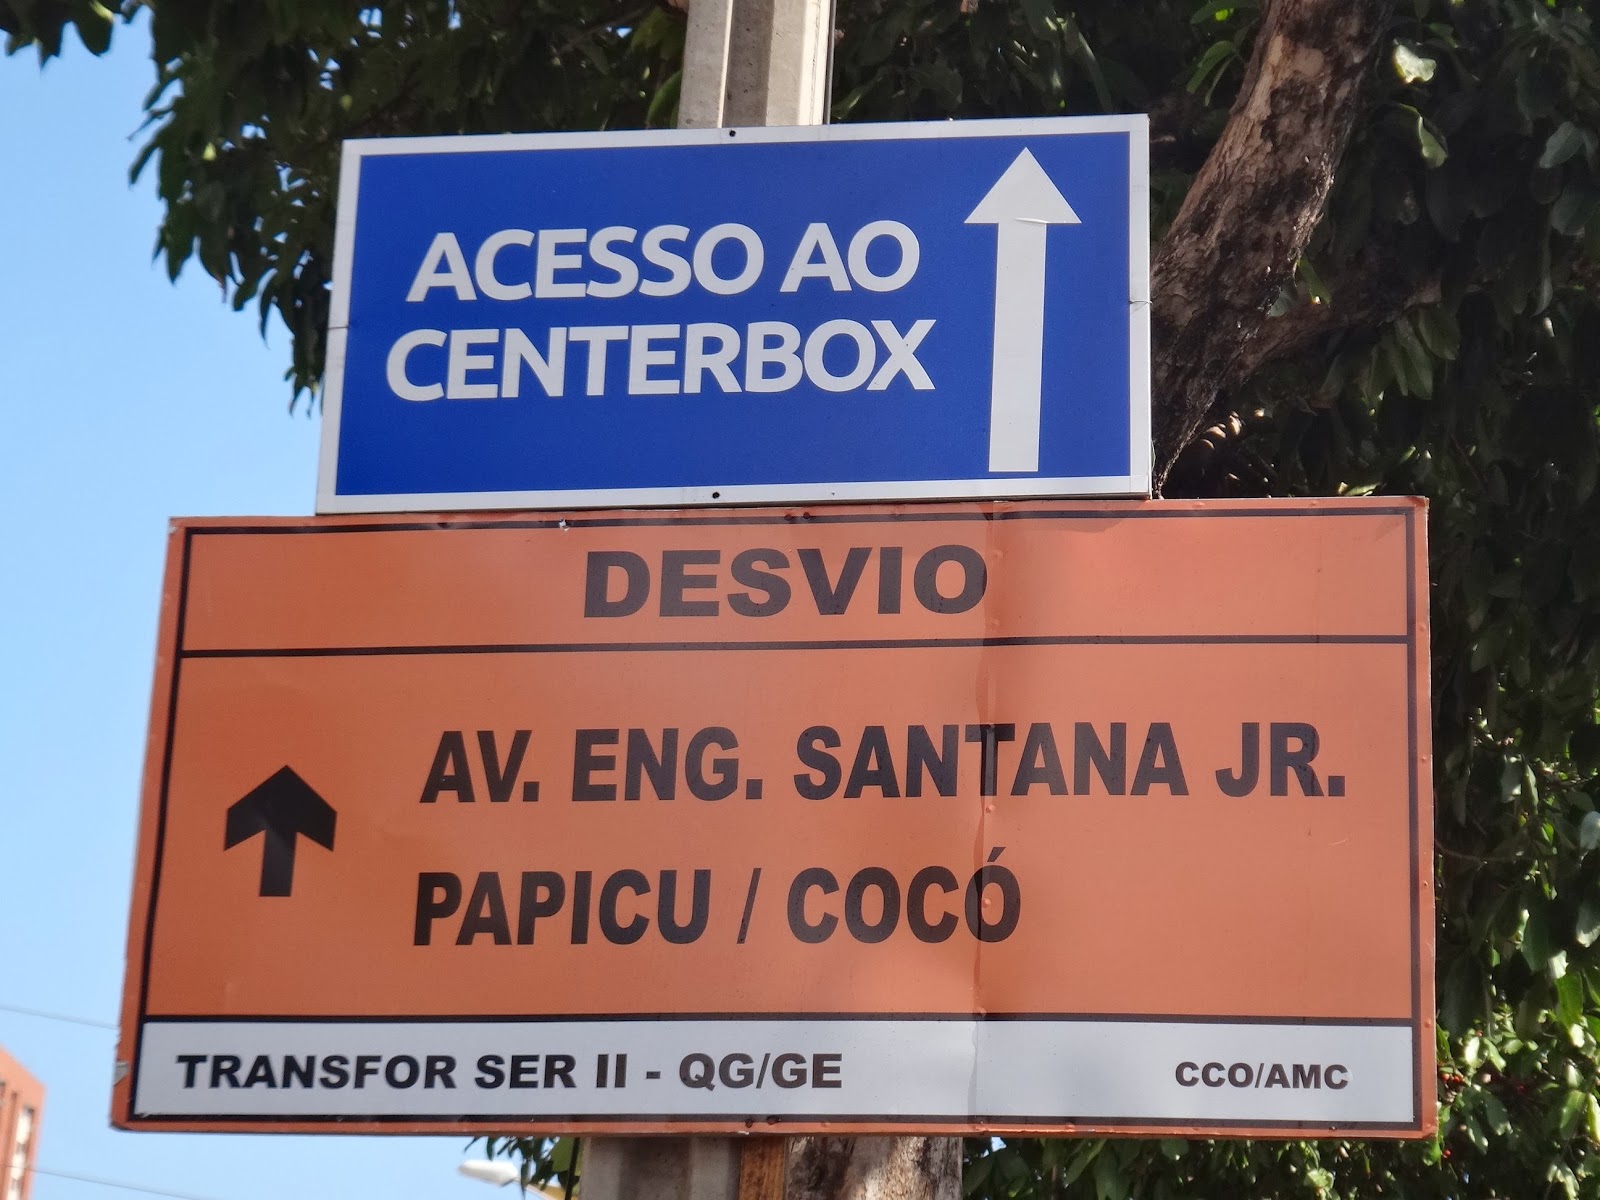 ACESSO AO
CENTERBOX
DESVIO
AV. ENG. SANTANA JR.
PAPICU / COCÓ
TRANSFOR SER II - QG/GE
CCO/AMC